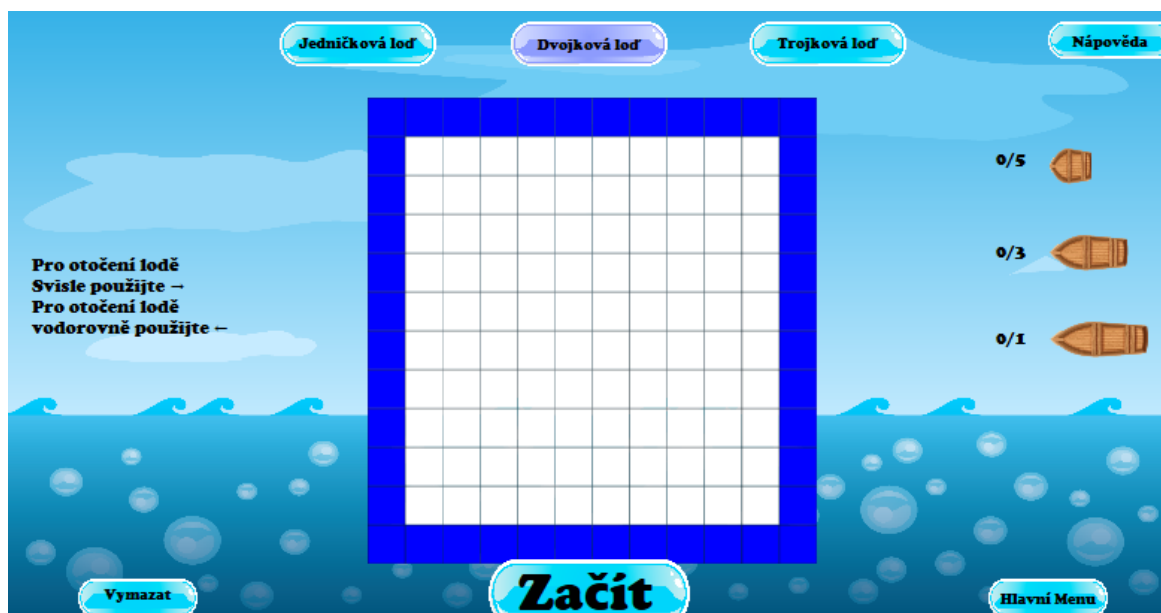 Jedničková loď
Dvojková loď
Trojková loď
Nápověda
0/5
0/3
0/1
Pro otočení lodě
Svisle použijte →
Pro otočení lodě
vodorovně použijte ←
Vymazat
Začít
Hlavní Menu